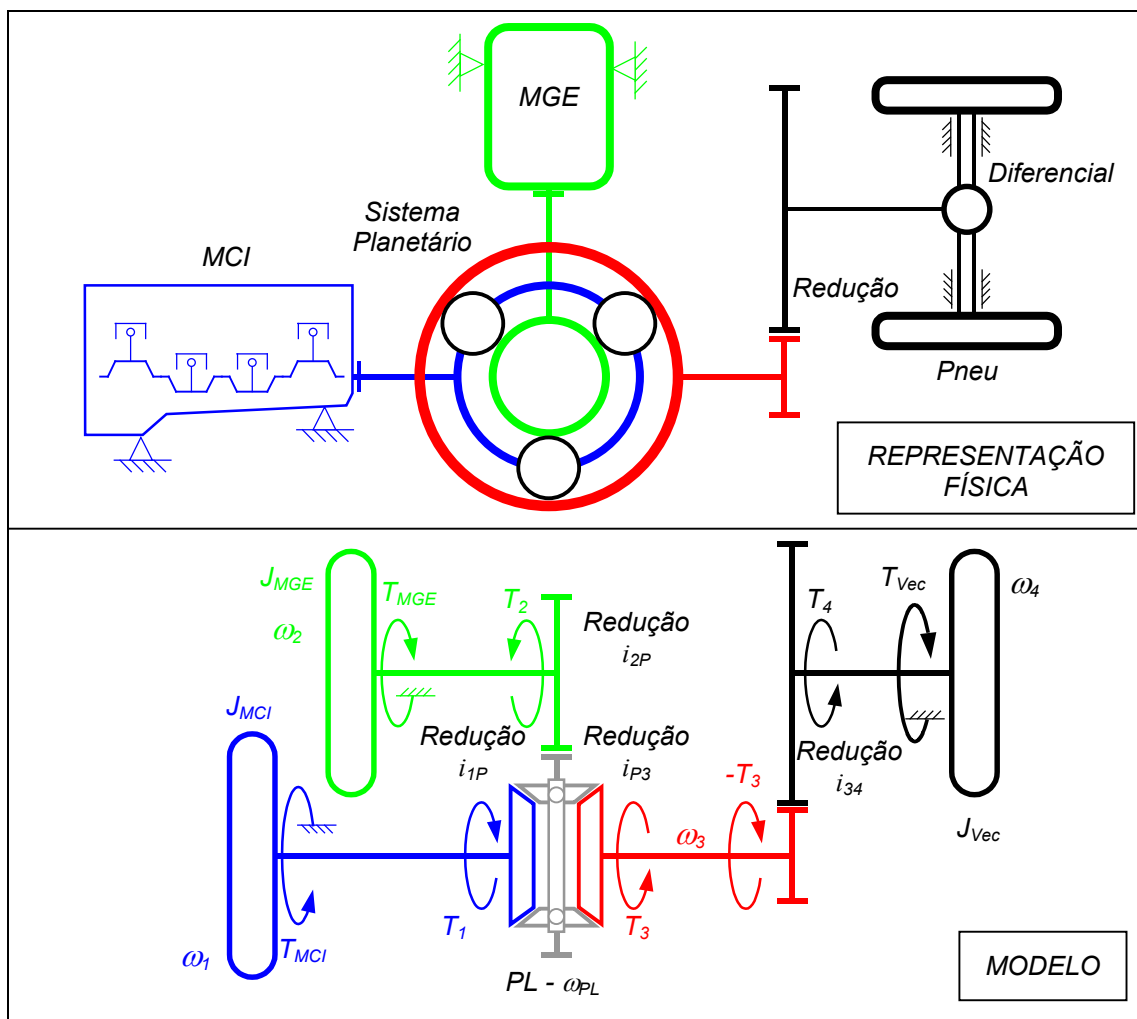 MGE
Sistema
Planetário
MCI
Diferencial
Redução
Pneu
REPRESENTAÇÃO
FÍSICA
J_MGE
T_MGE
T_2
ω_2
Redução
i_2P
T_4
T_Vec
ω_4
J_MCI
Redução
i_1P
Redução
i_P3
-T_3
Redução
i_34
ω_3
J_Vec
ω_1
T_MCI
T_1
T_3
PL - ω_PL
MODELO